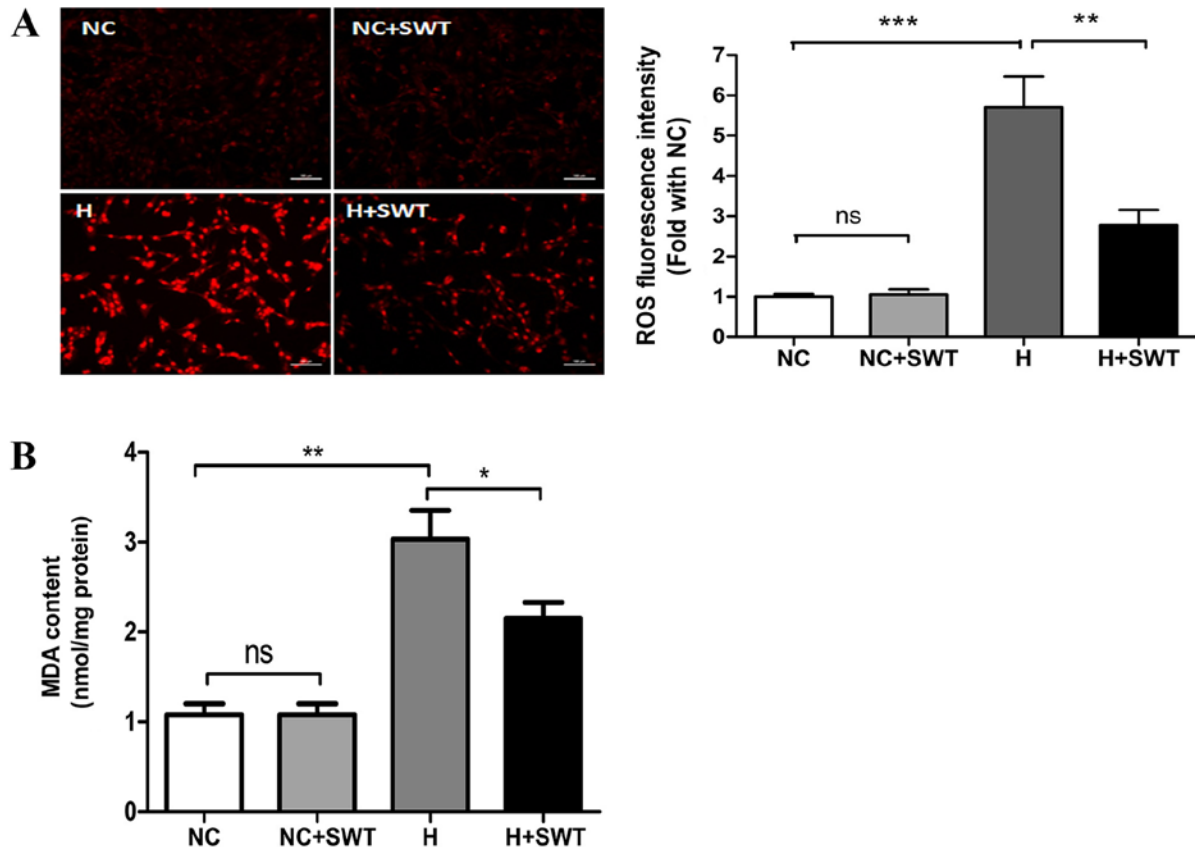 A
NC
NC+SWT
H
H+SWT
ROS fluorescence intensity
(Fold with NC)
7
6
5
4
3
2
1
0
***
**
ns
NC
NC+SWT
H
H+SWT
B
MDA content
(nmol/mg protein)
4
3
2
1
0
**
*
ns
NC
NC+SWT
H
H+SWT